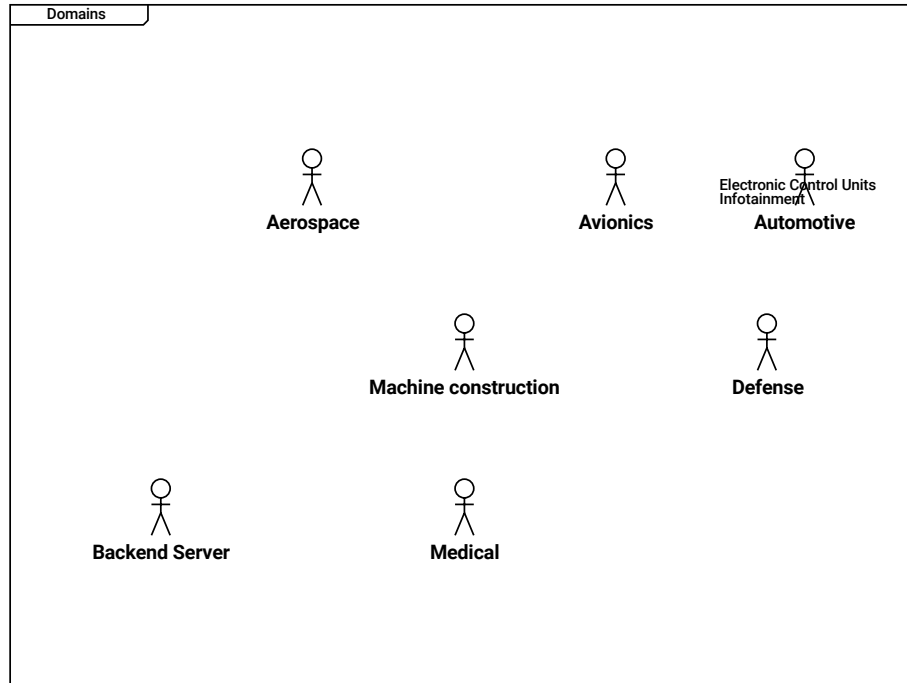 Domains
Aerospace
Avionics
Electronic Control Units
Infotainment
Automotive
Machine construction
Defense
Backend Server
Medical